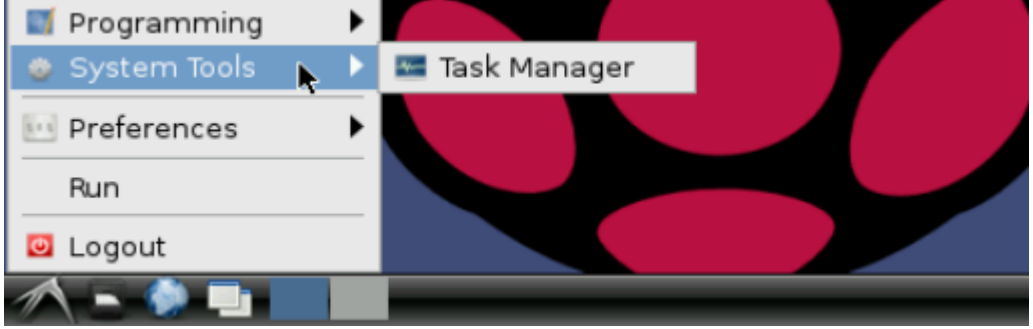 Programming
System Tools
Task Manager
Preferences
Run
Logout